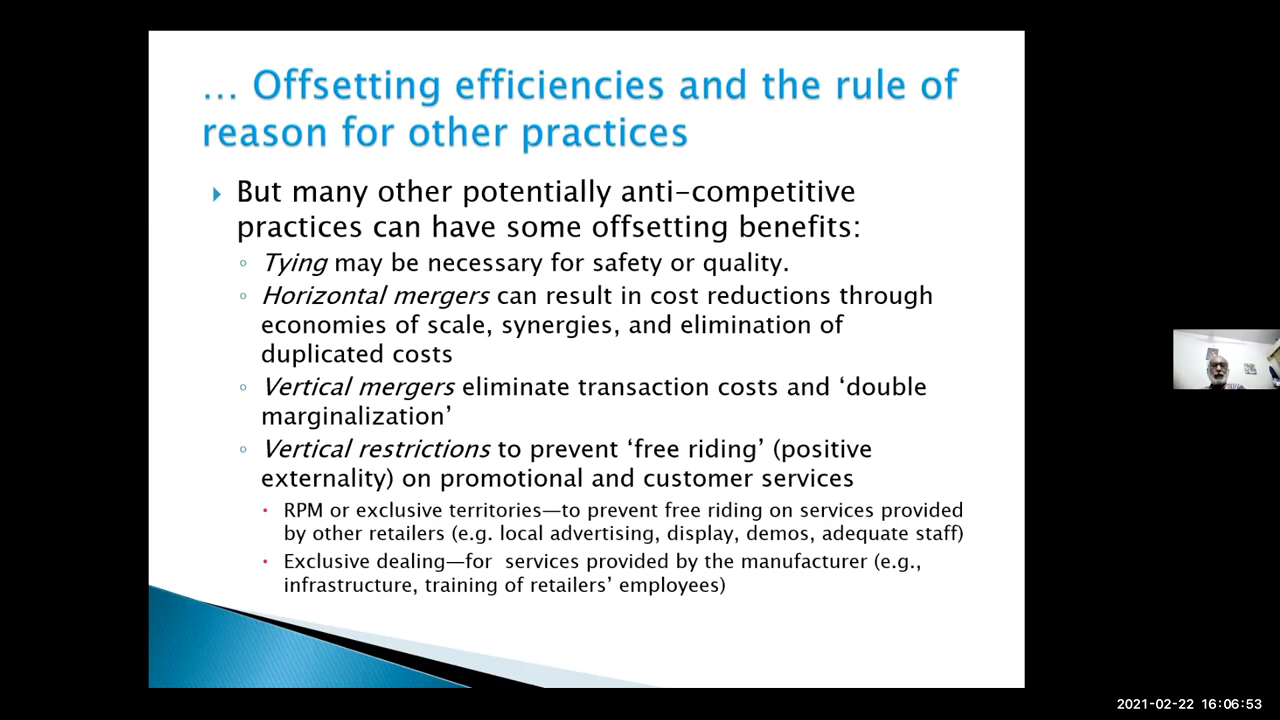 ... Offsetting efficiencies and the rule of
reason for other practices
But many other potentially anti-competitive
practices can have some offsetting benefits:
Tying may be necessary for safety or quality.
Horizontal mergers can result in cost reductions through
economies of scale, synergies, and elimination of
duplicated costs
Vertical mergers eliminate transaction costs and ‘double
marginalization’
Vertical restrictions to prevent ‘free riding’ (positive
externality) on promotional and customer services
RPM or exclusive territories—to prevent free riding on services provided
by other retailers (e.g. local advertising, display, demos, adequate staff)
Exclusive dealing—for services provided by the manufacturer (e.g.,
infrastructure, training of retailers’ employees)
2021-02-22 16:06:53